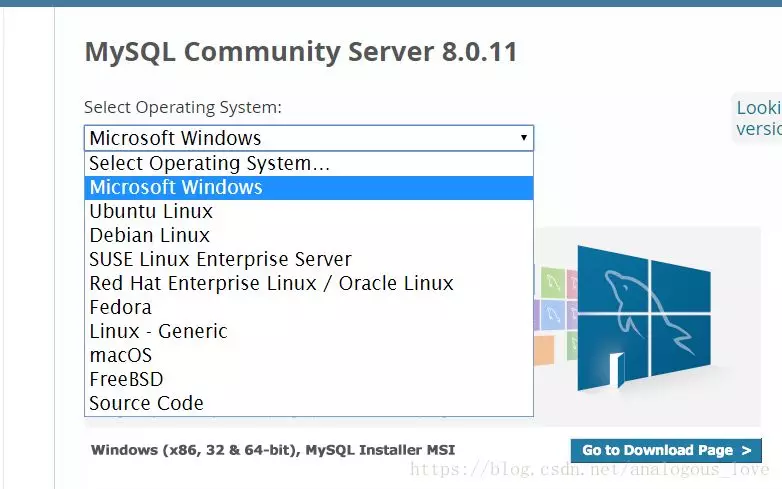 MySQL Community Server 8.0.11
Select Operating System:
Looki
versio
Microsoft Windows
Select Operating System...
Microsoft Windows
Ubuntu Linux
Debian Linux
SUSE Linux Enterprise Server
Red Hat Enterprise Linux / Oracle Linux
Fedora
Linux - Generic
macOS
FreeBSD
Source Code
Windows (x86, 32 & 64-bit), MySQL Installer MSI
Go to Download Page >
https://blog.csdn.net/analogous_love